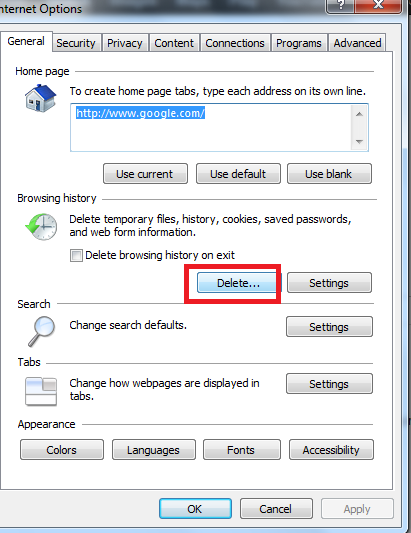 nternet Options
General Security Privacy Content Connections Programs Advanced
Home page
To create home page tabs, type each address on its own line.
http://www.google.com/
Use current Use default Use blank
Browsing history
Delete temporary files, history, cookies, saved passwords,
and web form information.
Delete browsing history on exit
Delete... Settings
Search
Change search defaults. Settings
Tabs
Change how webpages are displayed in
tabs. Settings
Appearance
Colors Languages Fonts Accessibility
OK Cancel Apply